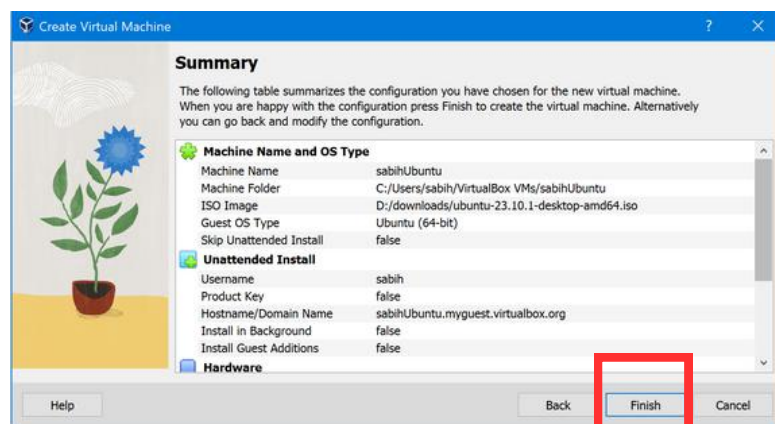 Create Virtual Machine
Summary
The following table summarizes the configuration you have chosen for the new virtual machine.
When you are happy with the configuration press Finish to create the virtual machine. Alternatively
you can go back and modify the configuration.
Machine Name and OS Type
Machine Name sabihUbuntu
Machine Folder C:/Users/sabih/VirtualBox VMs/sabihUbuntu
ISO Image D:/downloads/ubuntu-23.10.1-desktop-amd64.iso
Guest OS Type Ubuntu (64-bit)
Skip Unattended Install false
Unattended Install
Username sabih
Product Key false
Hostname/Domain Name sabihUbuntu.myguest.virtualbox.org
Install in Background false
Install Guest Additions false
Hardware
Help Back Finish Cancel